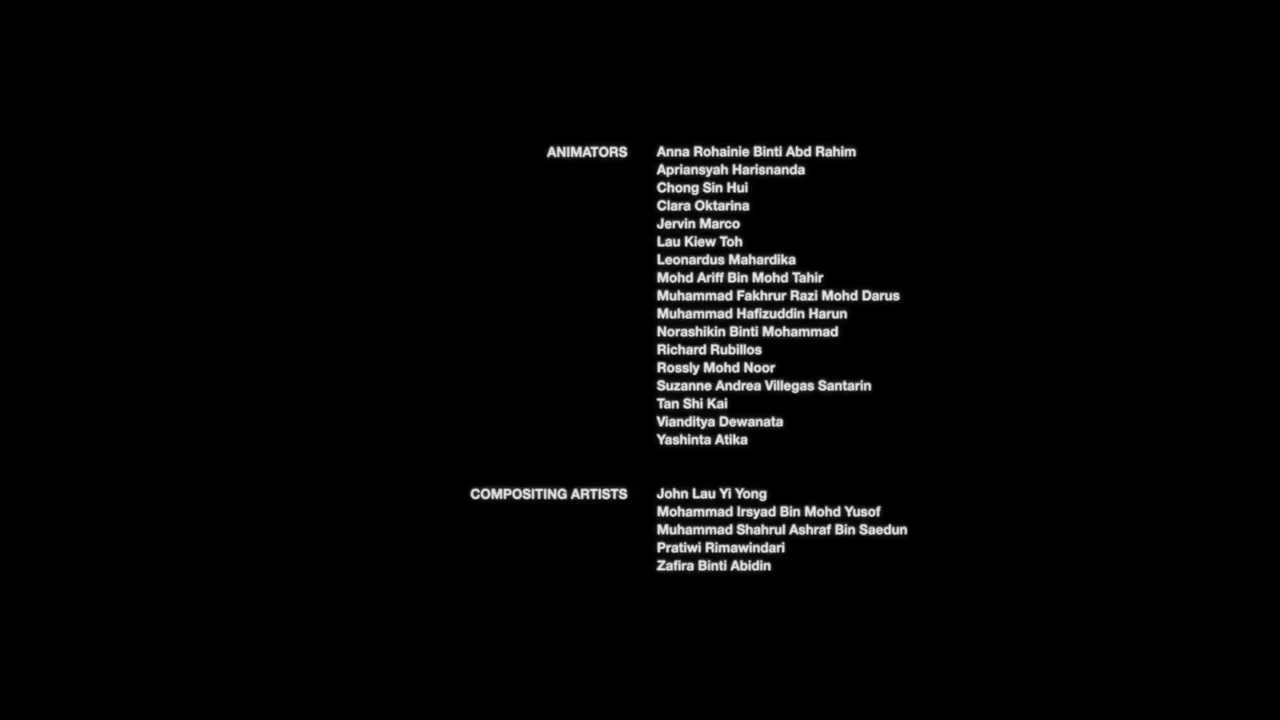 ANIMATORS Anna Rohainie Binti Abd Rahim
Apriansyah Harisnanda
Chong Sin Hui
Clara Oktarina
Jervin Marco
Lau Kiew Toh
Leonardus Mahardika
Mohd Ariff Bin Mohd Tahir
Muhammad Fakhrur Razi Mohd Darus
Muhammad Hafizuddin Harun
Norashikin Binti Mohammad
Richard Rubillos
Rossly Mohd Noor
Suzanne Andrea Villegas Santarin
Tan Shi Kai
Vianditya Dewanata
Yashinta Atika
COMPOSITING ARTISTS John Lau Yi Yong
Mohammad Irsyad Bin Mohd Yusof
Muhammad Shahrul Ashraf Bin Saedun
Pratiwi Rimawindari
Zafira Binti Abidin